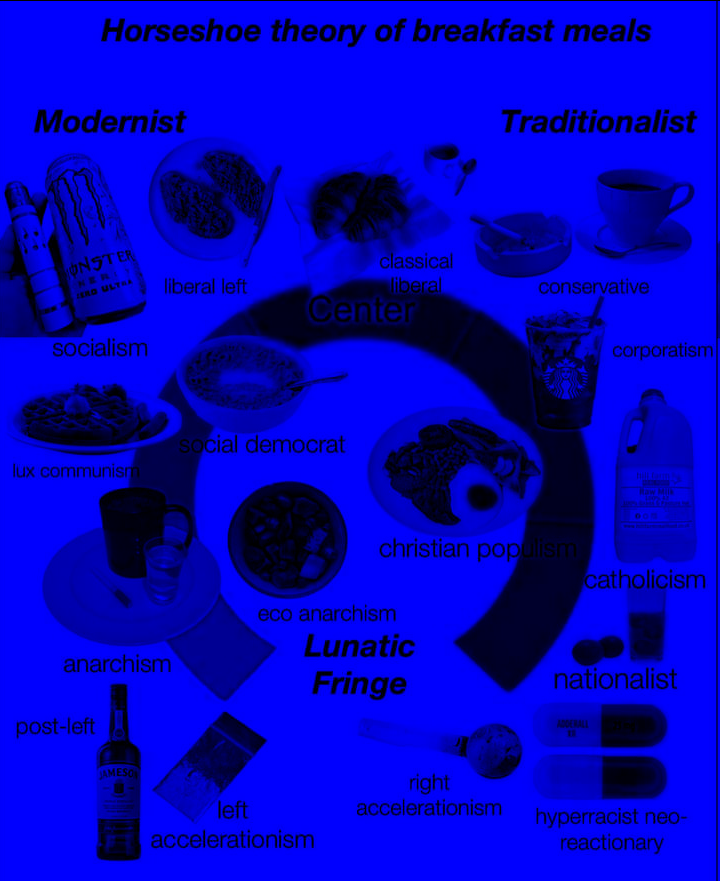 Horseshoe theory of breakfast meals
Modernist
Traditionalist
MONSTER
ULTRA
liberal left
classical
liberal
conservative
Center
socialism
corporatism
social democrat
lux communism
christian populism
catholicism
eco anarchism
anarchism
Lunatic
Fringe
nationalist
post-left
JAMESON
ADDERALL
left
accelerationism
right
accelerationism
hyperracist neo-
reactionary